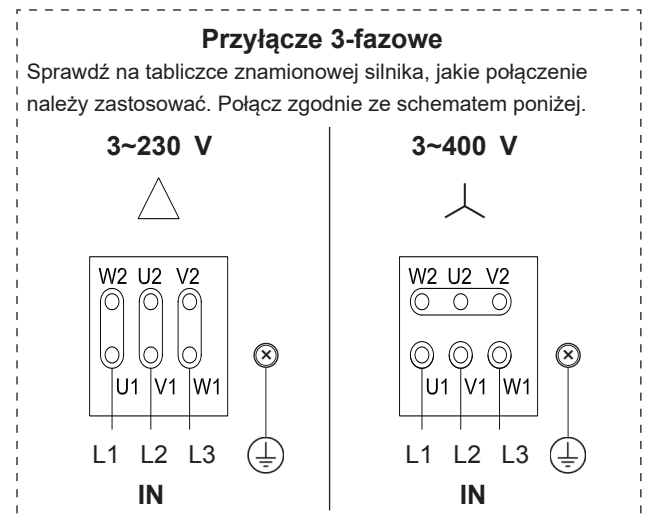 Przyłącze 3-fazowe
Sprawdź na tabliczce znamionowej silnika, jakie połączenie
należy zastosować. Połącz zgodnie ze schematem poniżej.
3~230 V
W2 U2 V2
U1 V1 W1
L1 L2 L3
IN
3~400 V
W2 U2 V2
U1 V1 W1
L1 L2 L3
IN